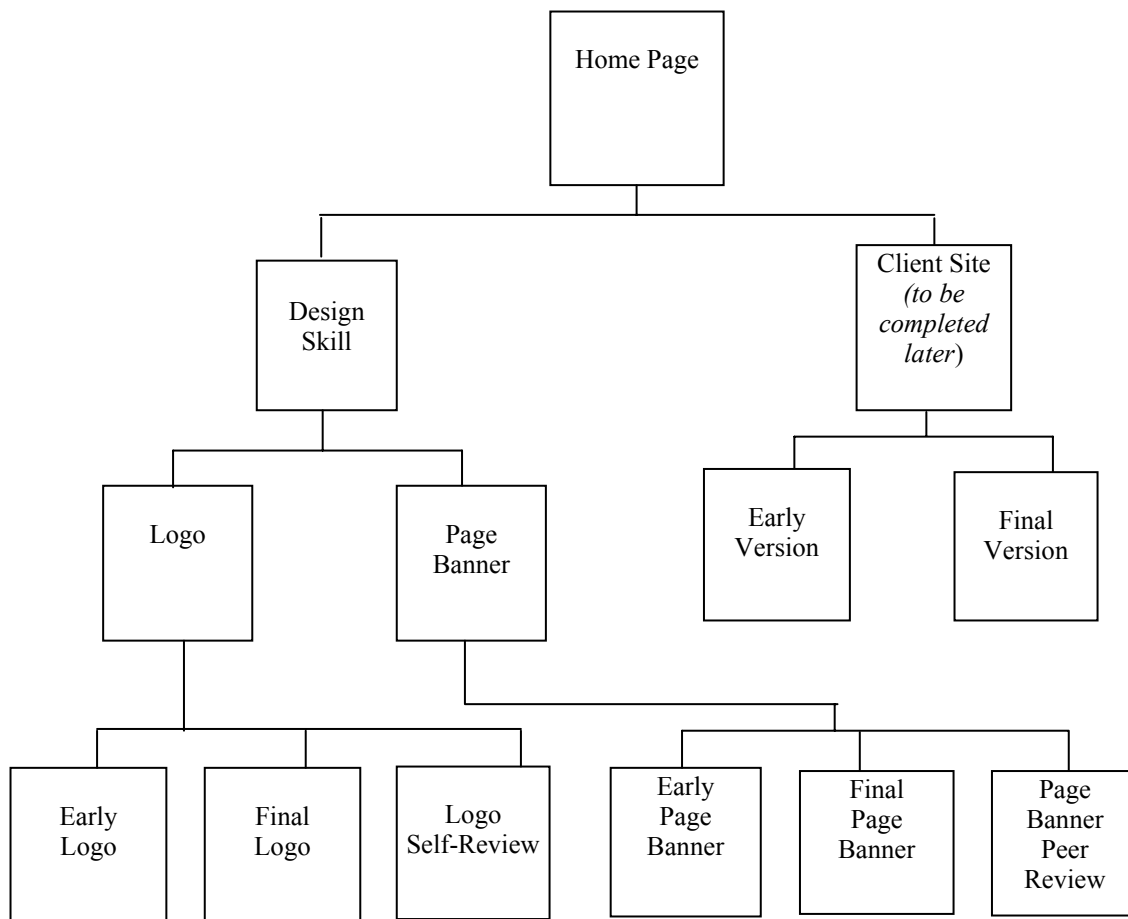 Home Page
Design
Skill
Client Site
(to be
completed
later)
Logo
Page
Banner
Early
Version
Final
Version
Early
Logo
Final
Logo
Logo
Self-Review
Early
Page
Banner
Final
Page
Banner
Page
Banner
Peer
Review